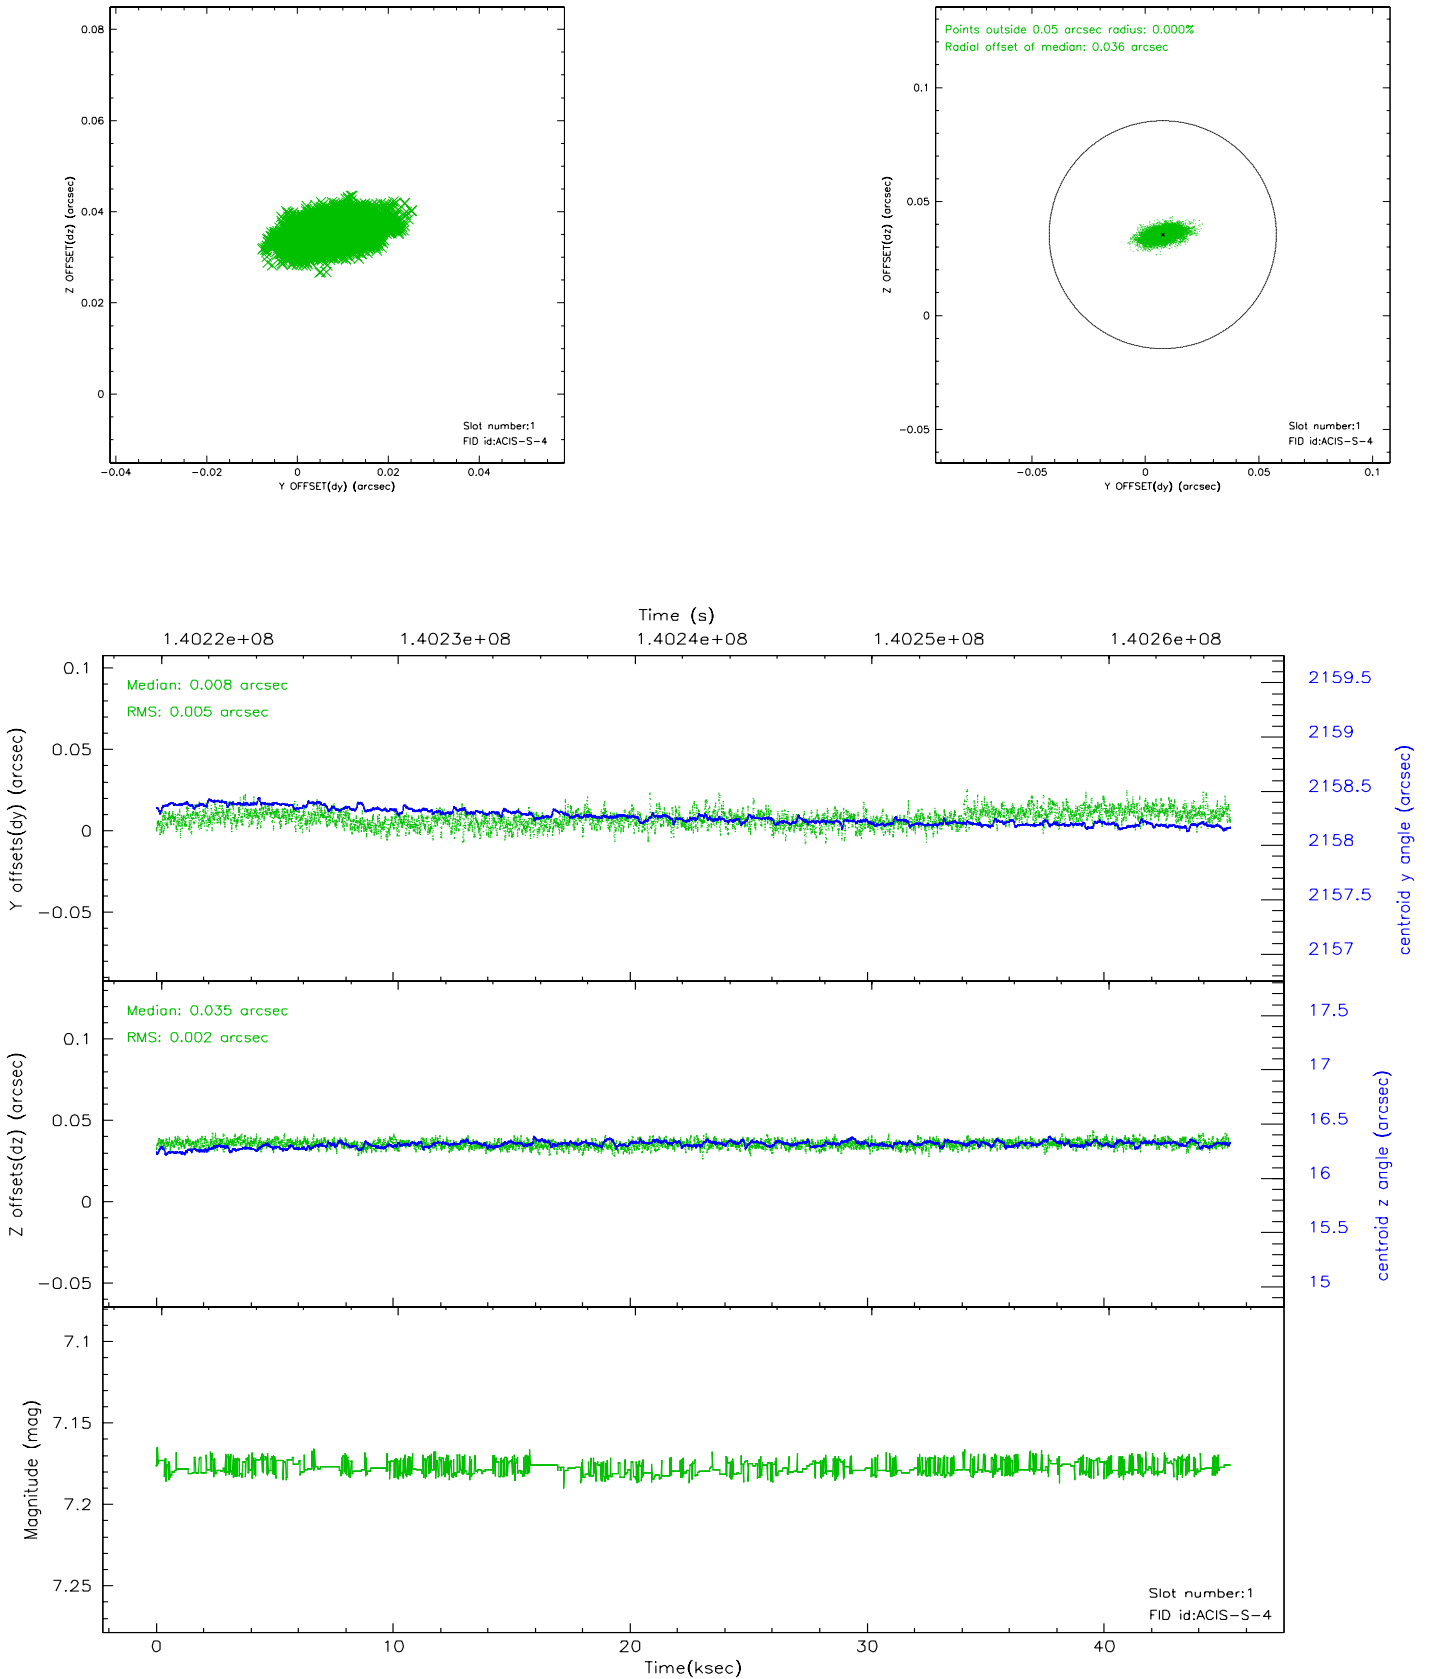 0.08
0.06
0.04
0.02
0
Z OFFSET(dz) (arcsec)
Slot number:1
FID id:ACIS-S-4
-0.04
-0.02
0
0.02
0.04
Y OFFSET(dy) (arcsec)
Points outside 0.05 arcsec radius: 0.000%
Radial offset of median: 0.036 arcsec
0.1
0.05
0
-0.05
Z OFFSET(dz) (arcsec)
Slot number:1
FID id:ACIS-S-4
-0.05
0
0.05
0.1
Y OFFSET(dy) (arcsec)
Time (s)
1.4022e+08
1.4023e+08
1.4024e+08
1.4025e+08
1.4026e+08
0.1
0.05
0
-0.05
Y offsets(dy) (arcsec)
Median: 0.008 arcsec
RMS: 0.005 arcsec
2159.5
2159
2158.5
2158
2157.5
2157
centroid y angle (arcsec)
0.1
0.05
0
-0.05
Z offsets(dz) (arcsec)
Median: 0.035 arcsec
RMS: 0.002 arcsec
17.5
17
16.5
16
15.5
15
centroid z angle (arcsec)
7.1
7.15
7.2
7.25
Magnitude (mag)
Slot number:1
FID id:ACIS-S-4
0
10
20
30
40
Time(ksec)